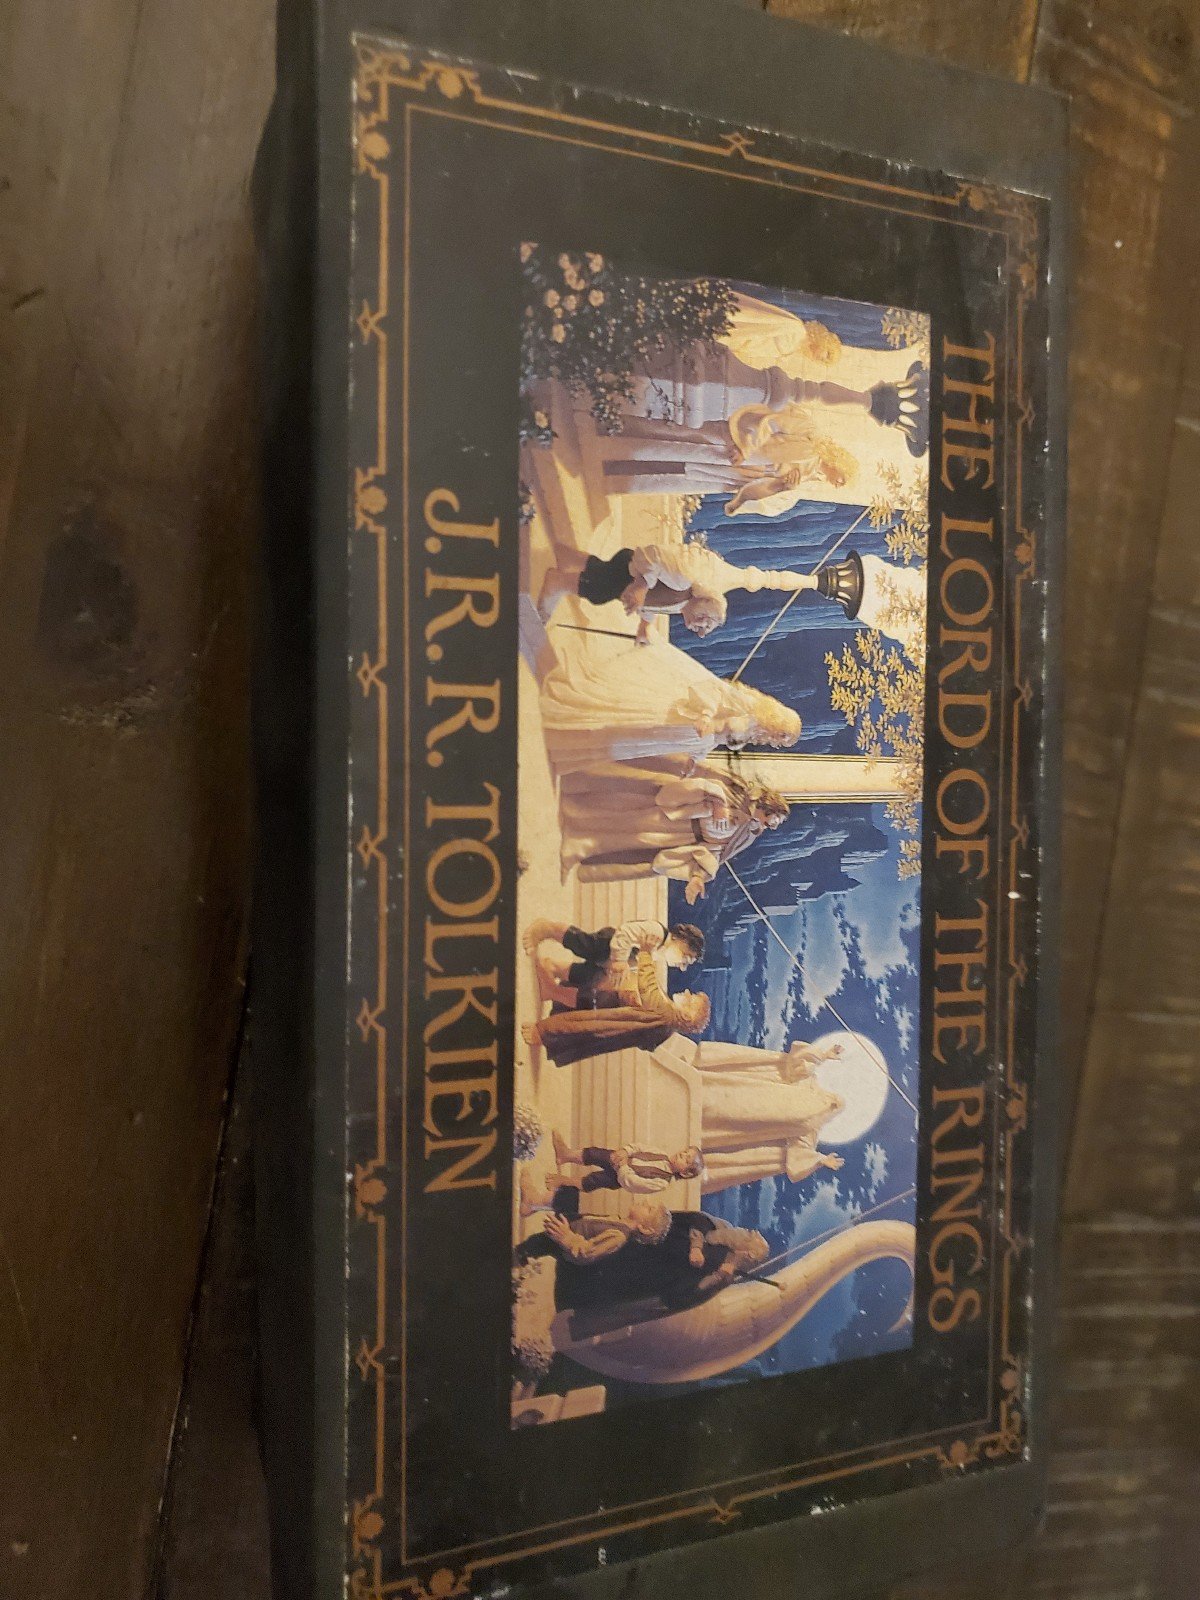 THE LORD OF THE RINGS
J.R.R. TOLKIEN